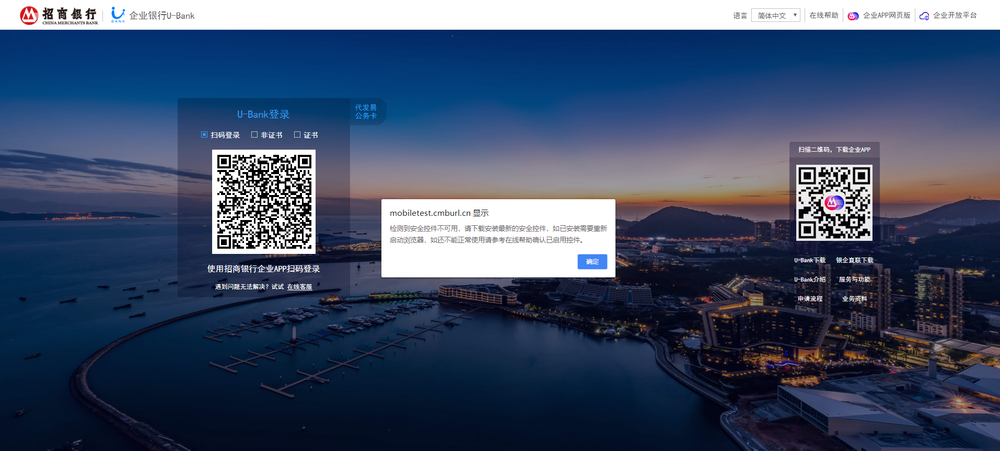 招商银行
CHINA MERCHANTS BANK
BANK
企业银行U-Bank
语言
简体中文
在线帮助
企业APP网页版
企业开放平台
U-Bank登录
代发易
公务卡
扫码登录
非证书
证书
使用招商银行企业APP扫码登录
遇到问题无法解决？试试 在线客服
mobiletest.cmburl.cn 显示
检测到安全控件不可用，请下载安装最新的安全控件，如已安装需要重新
启动浏览器，如还不能正常使用请参考在线帮助确认已启用控件。
确定
扫描二维码，下载企业APP
U-Bank下载 银企直联下载
U-Bank介绍 服务与功能
申请流程 业务资料